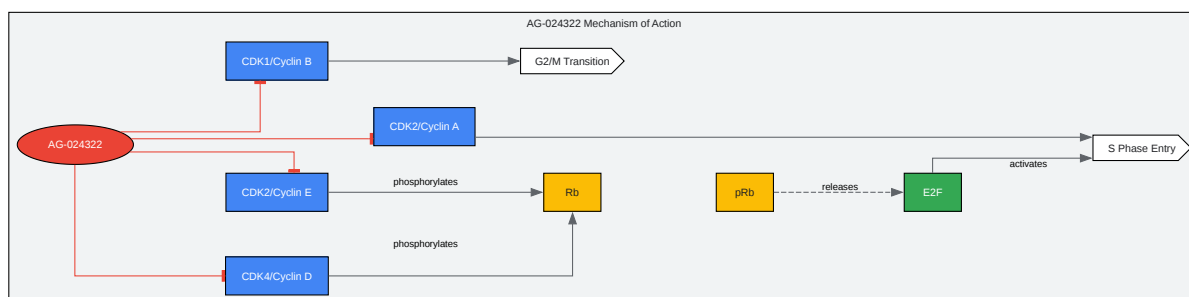 AG-024322 Mechanism of Action
CDK1/Cyclin B
G2/M Transition
CDK2/Cyclin A
AG-024322
S Phase Entry
activates
CDK2/Cyclin E
phosphorylates
Rb
pRb
releases
E2F
phosphorylates
CDK4/Cyclin D